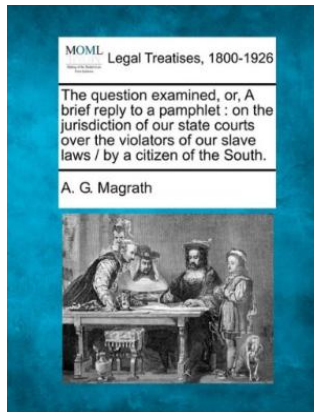 MOML
Legal Treatises, 1800-1926
The question examined, or, A
brief reply to a pamphlet : on the
jurisdiction of our state courts
over the violators of our slave
laws / by a citizen of the South.
A. G. Magrath